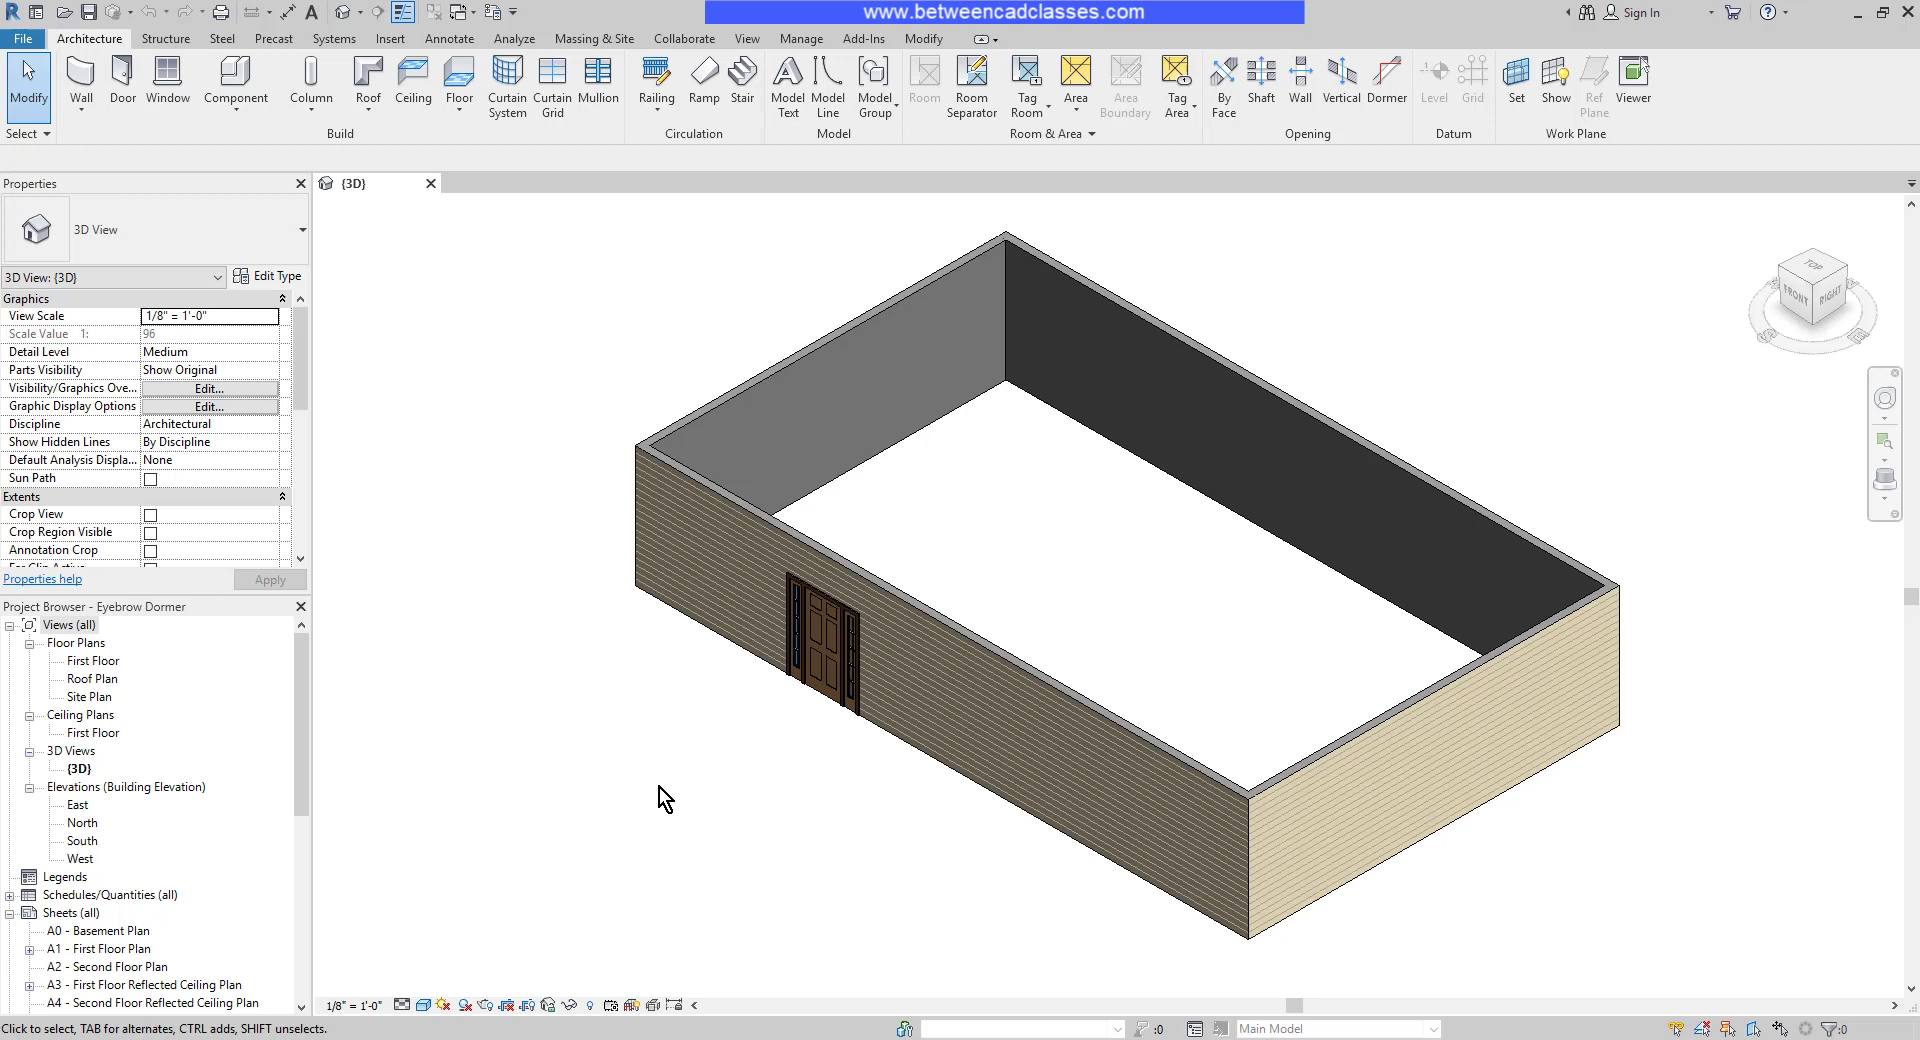 www.betweencadclasses.com
Sign In
File Architecture Structure Steel Precast Systems Insert Annotate Analyze Massing & Site Collaborate View Manage Add-Ins Modify
Modify Wall Door Window Component Column Roof Ceiling Floor Curtain System Curtain Grid Mullion Railing Ramp Stair Model Text Model Line Model Group Room Room Separator Tag Room Area Area Boundary Tag Area By Face Shaft Wall Vertical Dormer Level Grid Set Show Ref Plane Viewer
Select Build Circulation Model Room & Area Opening Datum Work Plane
Properties
{3D}
3D View
3D View: {3D} Edit Type
Graphics
View Scale 1/8" = 1'-0"
Scale Value 1: 96
Detail Level Medium
Parts Visibility Show Original
Visibility/Graphics Ove... Edit...
Graphic Display Options Edit...
Discipline Architectural
Show Hidden Lines By Discipline
Default Analysis Displa... None
Sun Path
Extents
Crop View
Crop Region Visible
Annotation Crop
Properties help Apply
Project Browser - Eyebrow Dormer
Views (all)
Floor Plans
First Floor
Roof Plan
Site Plan
Ceiling Plans
First Floor
3D Views
{3D}
Elevations (Building Elevation)
East
North
South
West
Legends
Schedules/Quantities (all)
Sheets (all)
A0 - Basement Plan
A1 - First Floor Plan
A2 - Second Floor Plan
A3 - First Floor Reflected Ceiling Plan
A4 - Second Floor Reflected Ceiling Plan
TOP
FRONT RIGHT
S E
1/8" = 1'-0"
Click to select, TAB for alternates, CTRL adds, SHIFT unselects.
:0
Main Model
:0